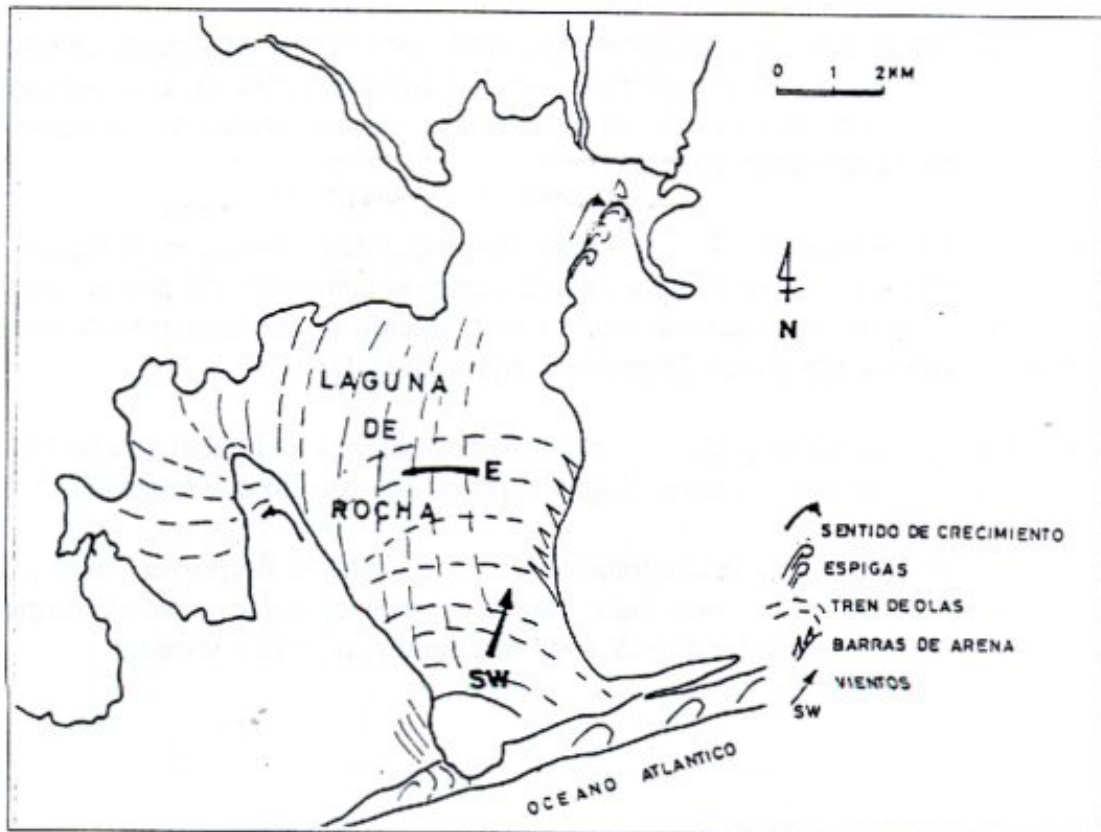 0 1 2KM
N
LAGUNA
DE
E
ROCHA
SW
SENTIDO DE CRECIMIENTO
ESPIGAS
TREN DE OLAS
BARRAS DE ARENA
VIENTOS
SW
OCEANO ATLANTICO